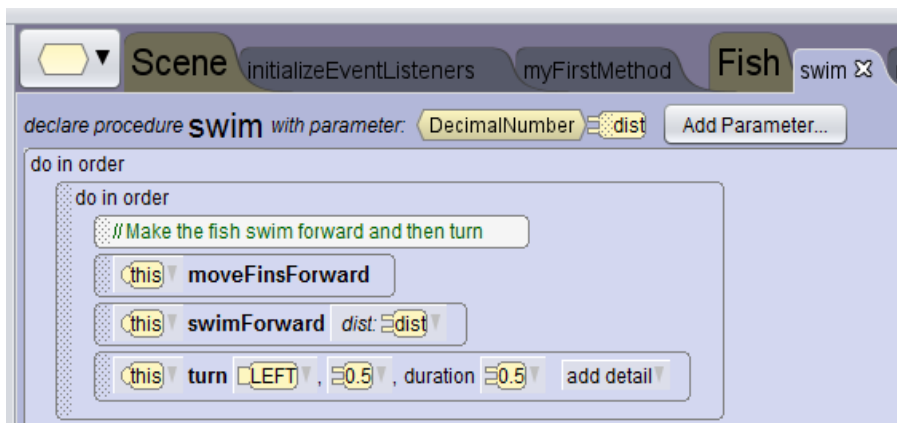 Scene initializeEventListeners myFirstMethod Fish swim
declare procedure swim with parameter: DecimalNumber dist Add Parameter...
do in order
do in order
// Make the fish swim forward and then turn
this moveFinsForward
this swimForward dist: dist
this turn LEFT , 0.5 , duration 0.5 add detail